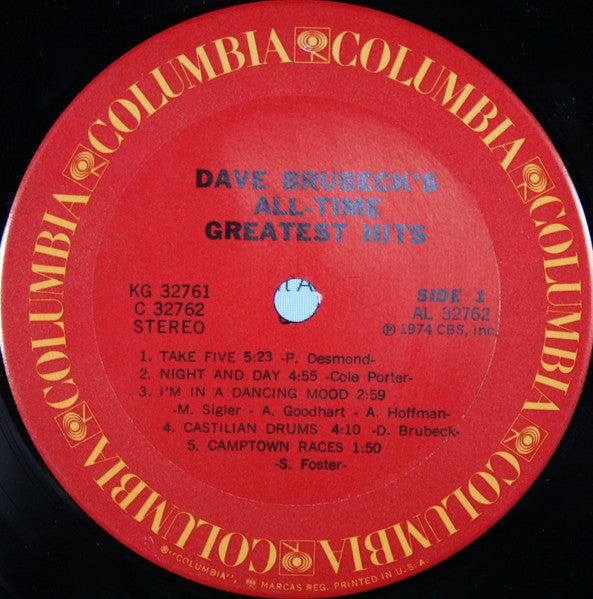 COLUMBIA COLUMBIA COLUMBIA COLUMBIA COLUMBIA COLUMBIA
DAVE BRUBECK'S
ALL-TIME
GREATEST HITS
KG 32761
C 32762
STEREO
SIDE 1
AL 32762
℗ 1974 CBS, Inc.
1. TAKE FIVE 5:23 -P. Desmond-
2. NIGHT AND DAY 4:55 -Cole Porter-
3. I'M IN A DANCING MOOD 2:59
-M. Sigler - A. Goodhart - A. Hoffman-
4. CASTILIAN DRUMS 4:10 -D. Brubeck-
5. CAMPTOWN RACES 1:50
-S. Foster-
®"COLUMBIA", MARCAS REG. PRINTED IN U.S.A.